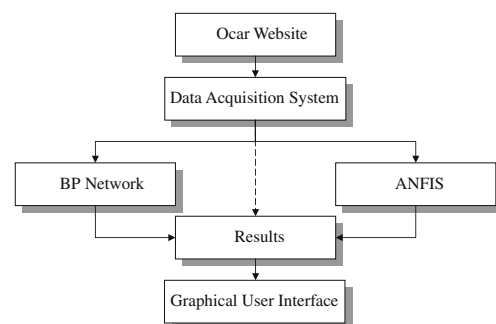 Ocar Website
Data Acquisition System
BP Network
ANFIS
Results
Graphical User Interface